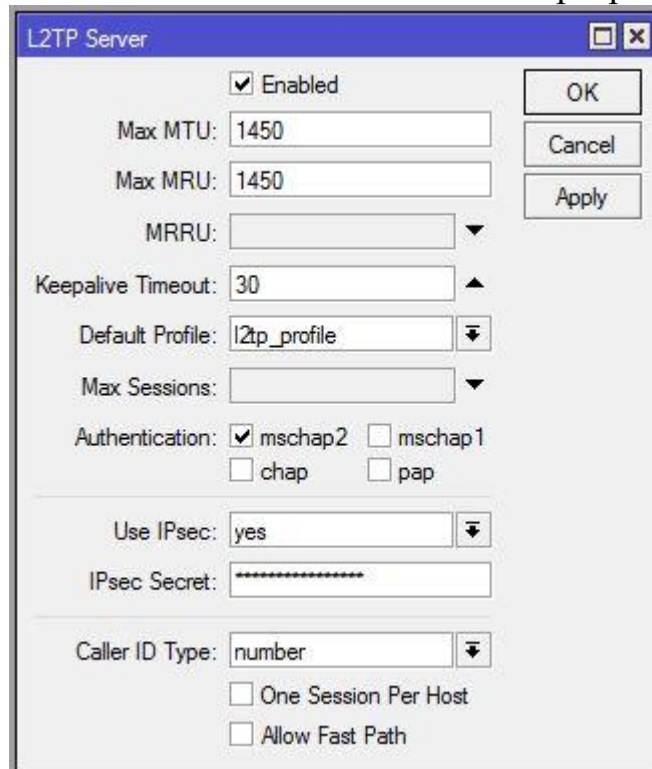 L2TP Server
Enabled
OK
Max MTU: 1450
Cancel
Max MRU: 1450
Apply
MRRU:
Keepalive Timeout: 30
Default Profile: l2tp_profile
Max Sessions:
Authentication: mschap2 mschap1
chap pap
Use IPsec: yes
IPsec Secret: ****************
Caller ID Type: number
One Session Per Host
Allow Fast Path